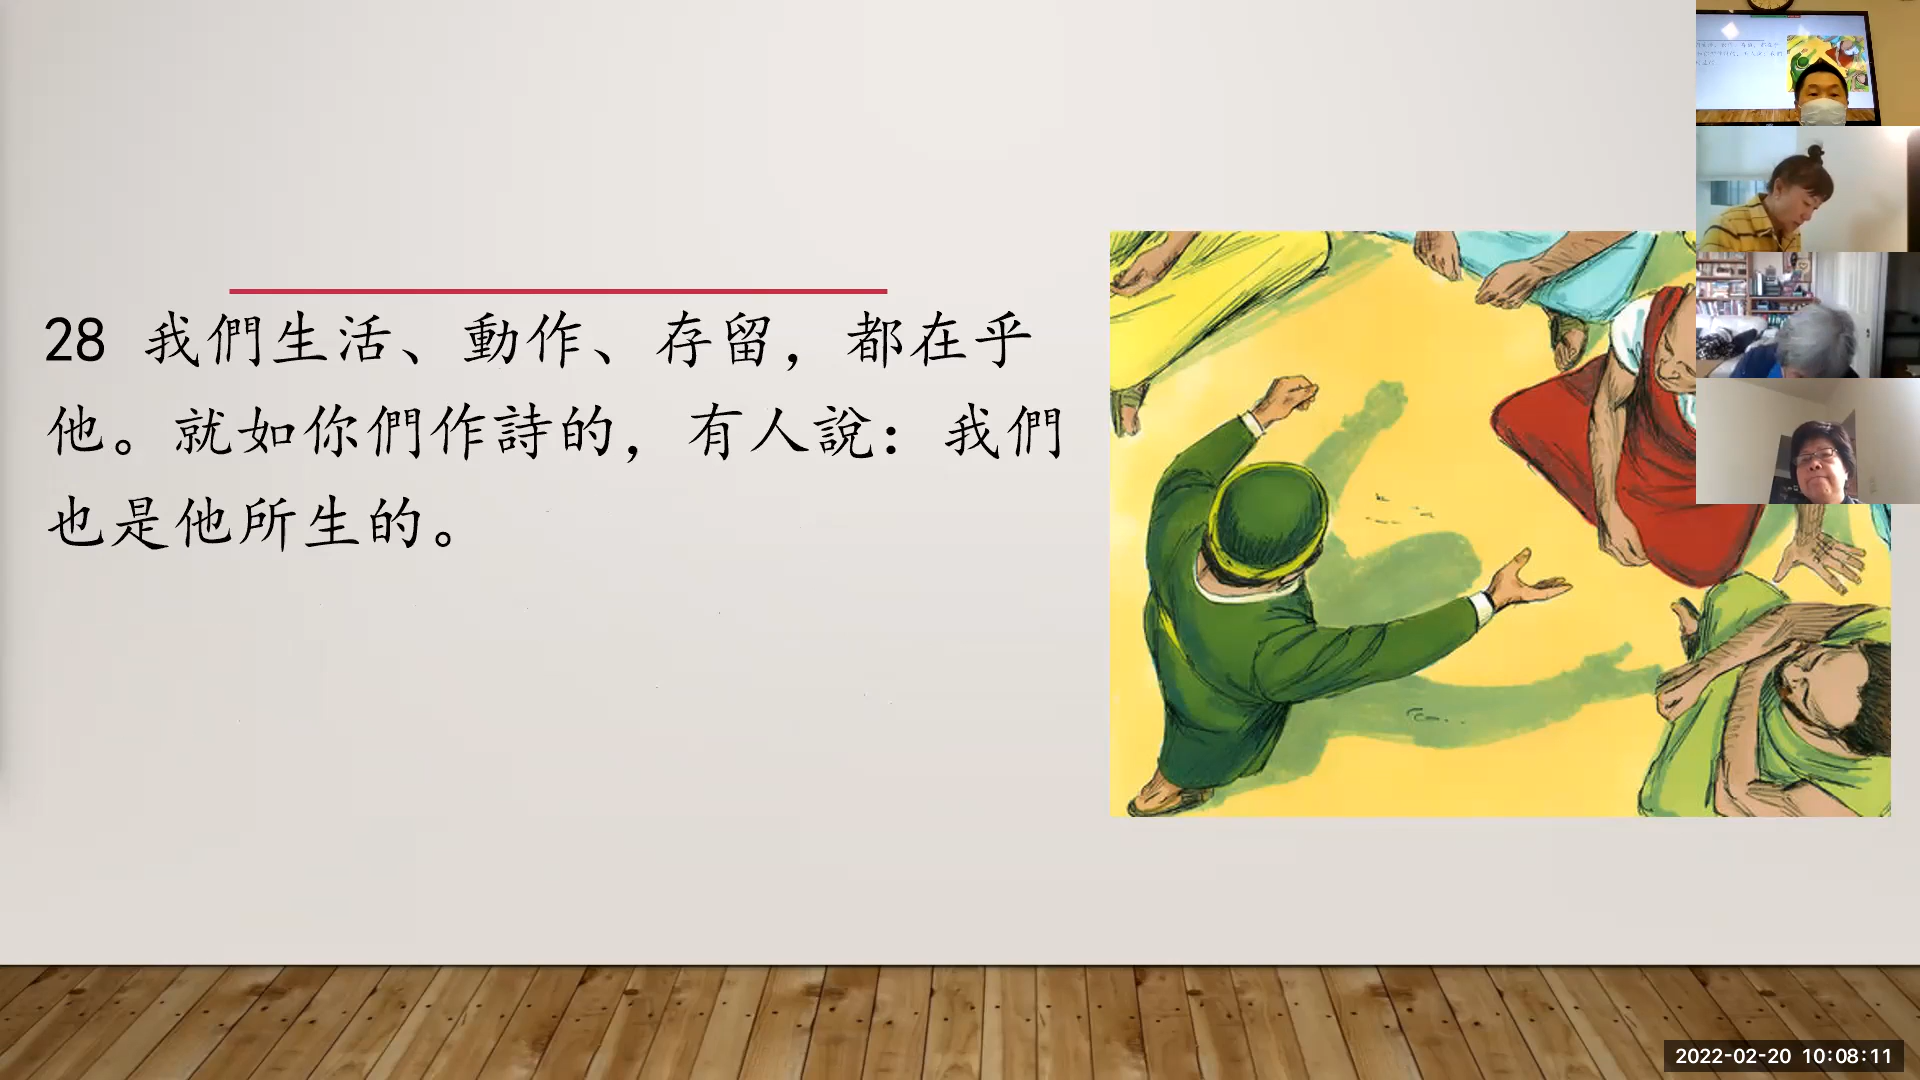 28 我們生活、動作、存留，都在乎
他。就如你們作詩的，有人說：我們
也是他所生的。
2022-02-20 10:08:11